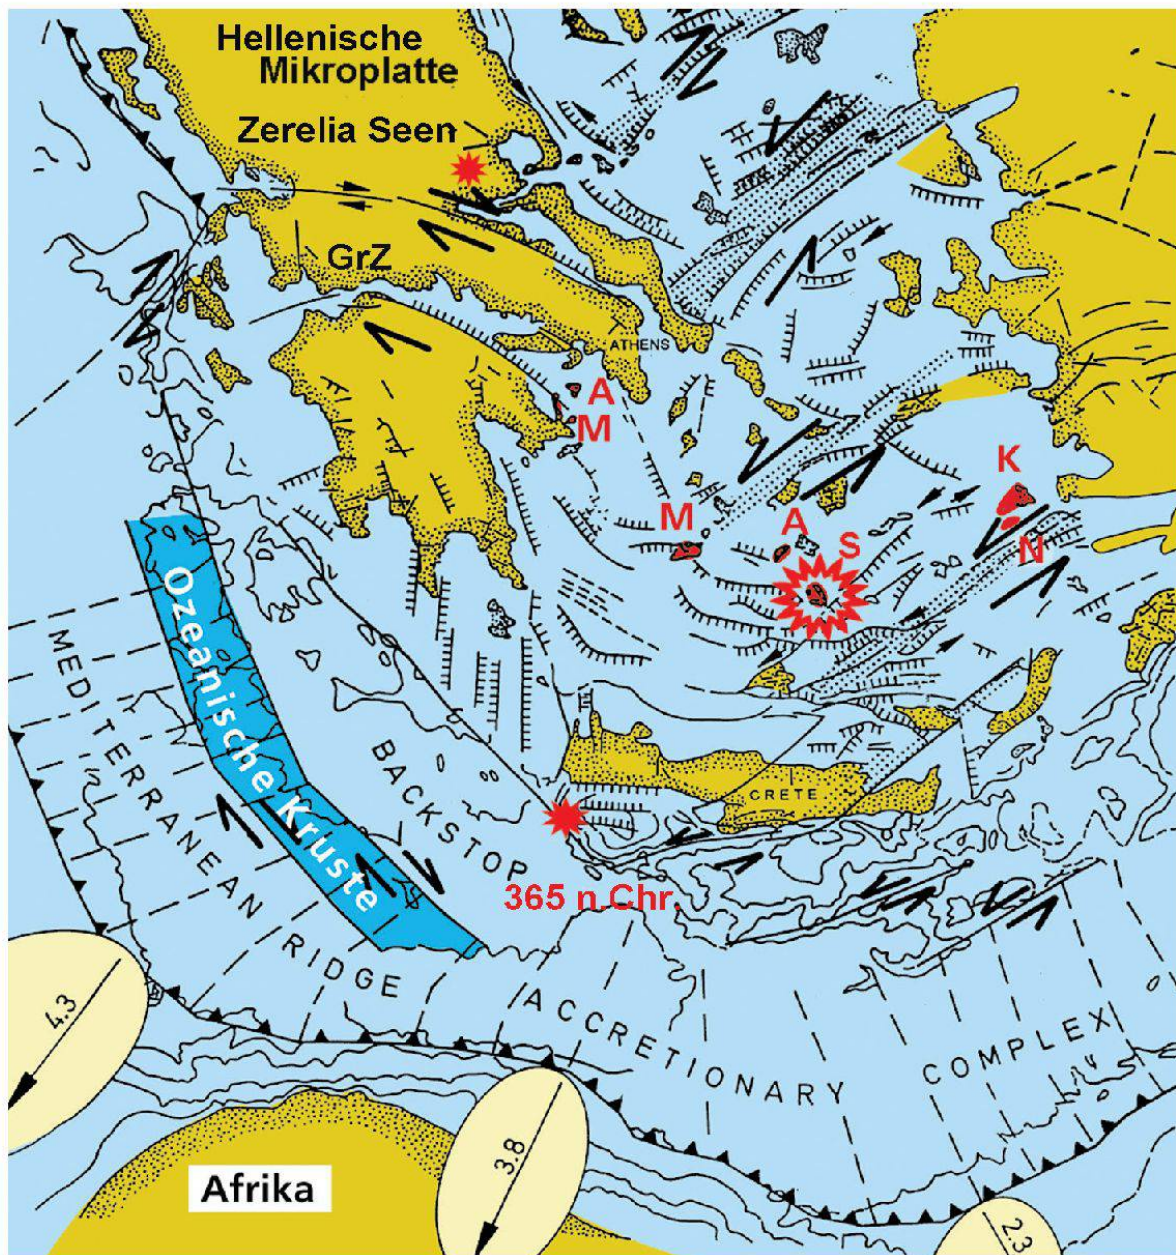 Hellenische
Mikroplatte
Zerelia Seen
GrZ
ATHENS
A
M
M
A
S
K
N
Ozeanische Kruste
MEDITERRANEAN RIDGE ACCRETIONARY COMPLEX
BACKSTOP
CRETE
365 n.Chr.
4.3
3.8
2.3
Afrika